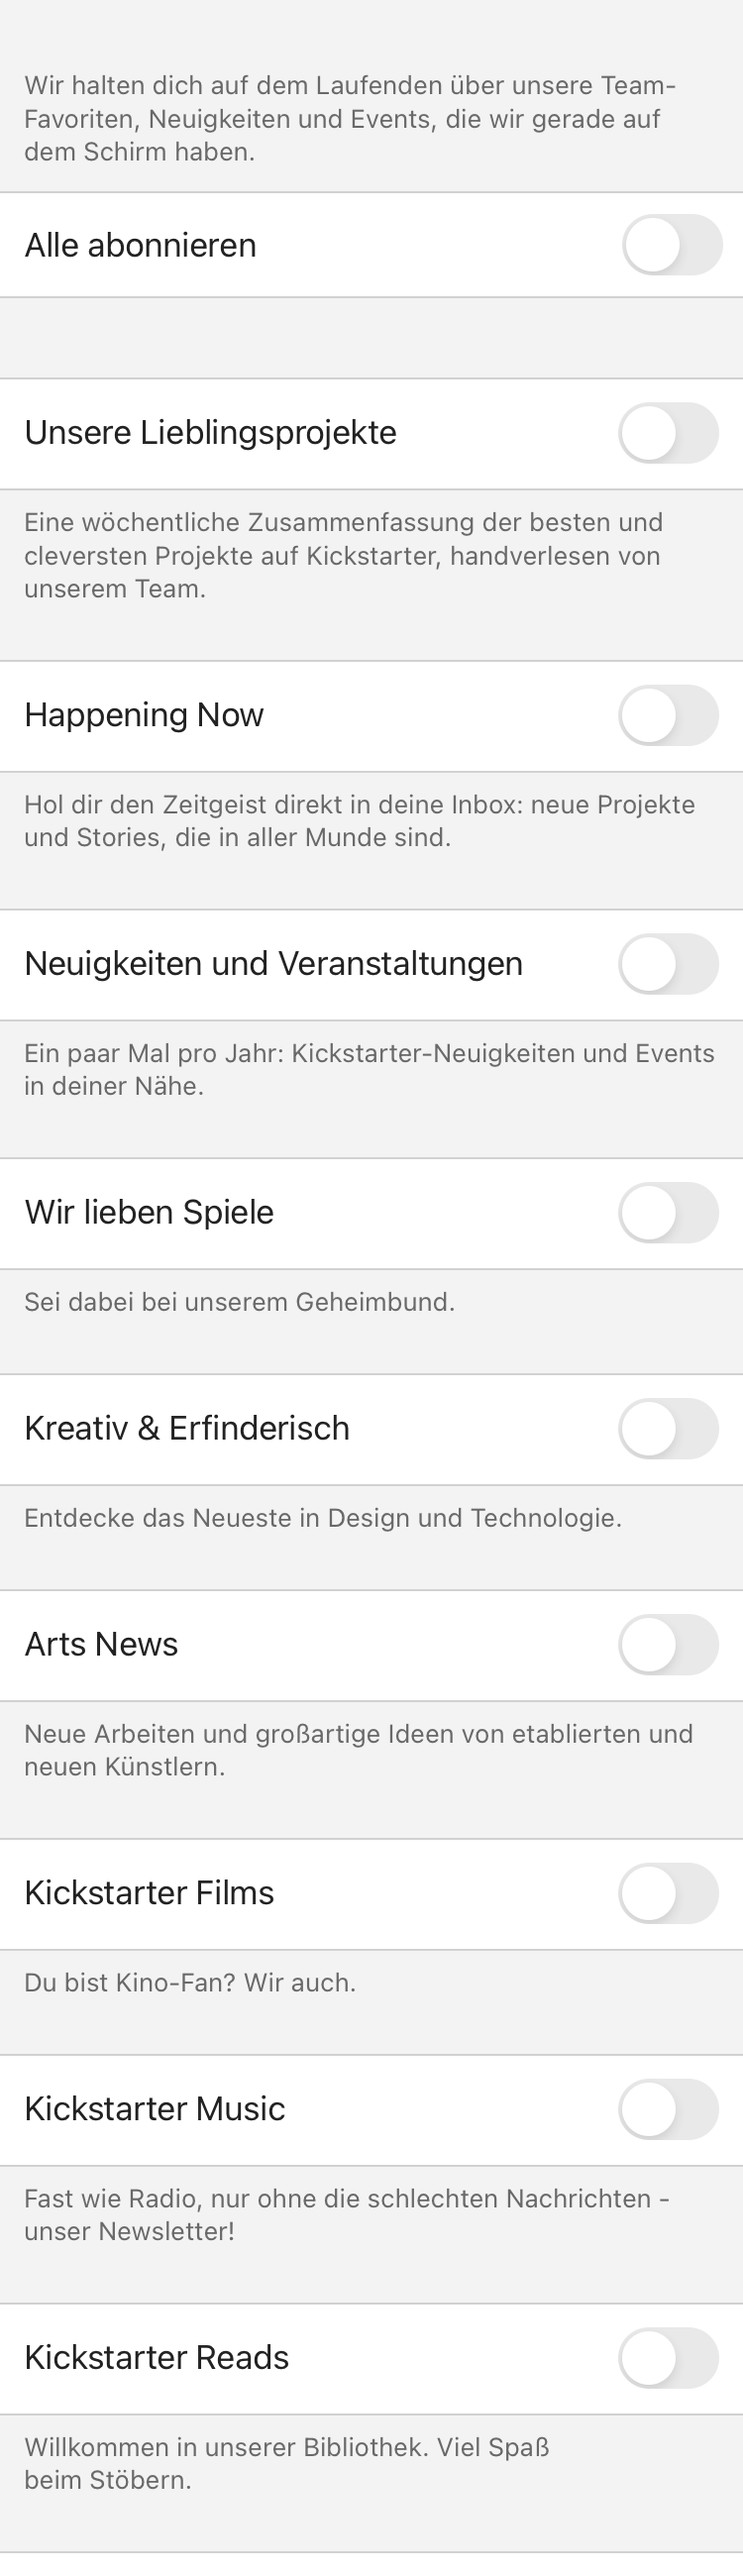 Wir halten dich auf dem Laufenden über unsere Team-
Favoriten, Neuigkeiten und Events, die wir gerade auf
dem Schirm haben.
Alle abonnieren
Unsere Lieblingsprojekte
Eine wöchentliche Zusammenfassung der besten und
cleversten Projekte auf Kickstarter, handverlesen von
unserem Team.
Happening Now
Hol dir den Zeitgeist direkt in deine Inbox: neue Projekte
und Stories, die in aller Munde sind.
Neuigkeiten und Veranstaltungen
Ein paar Mal pro Jahr: Kickstarter-Neuigkeiten und Events
in deiner Nähe.
Wir lieben Spiele
Sei dabei bei unserem Geheimbund.
Kreativ & Erfinderisch
Entdecke das Neueste in Design und Technologie.
Arts News
Neue Arbeiten und großartige Ideen von etablierten und
neuen Künstlern.
Kickstarter Films
Du bist Kino-Fan? Wir auch.
Kickstarter Music
Fast wie Radio, nur ohne die schlechten Nachrichten -
unser Newsletter!
Kickstarter Reads
Willkommen in unserer Bibliothek. Viel Spaß
beim Stöbern.